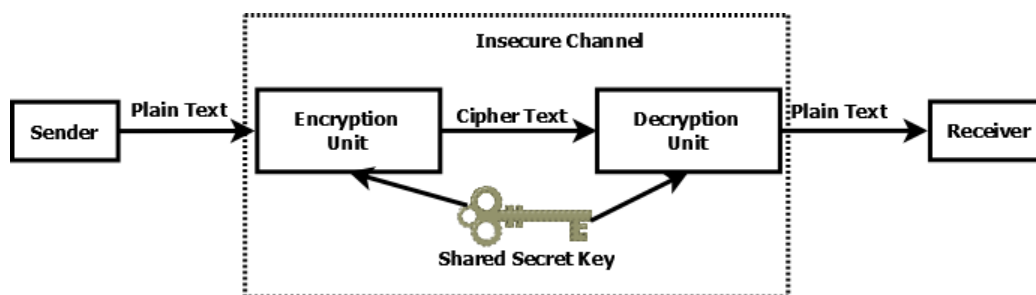 Insecure Channel
Plain Text
Cipher Text
Plain Text
Sender
Encryption
Unit
Decryption
Unit
Receiver
Shared Secret Key